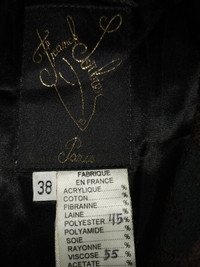 Paris
38
FABRIQUE
EN FRANCE
ACRYLIQUE %
COTON %
FIBRANNE %
LAINE %
POLYESTER 45 %
POLYAMIDE %
SOIE %
RAYONNE %
VISCOSE 55 %
ACETATE %